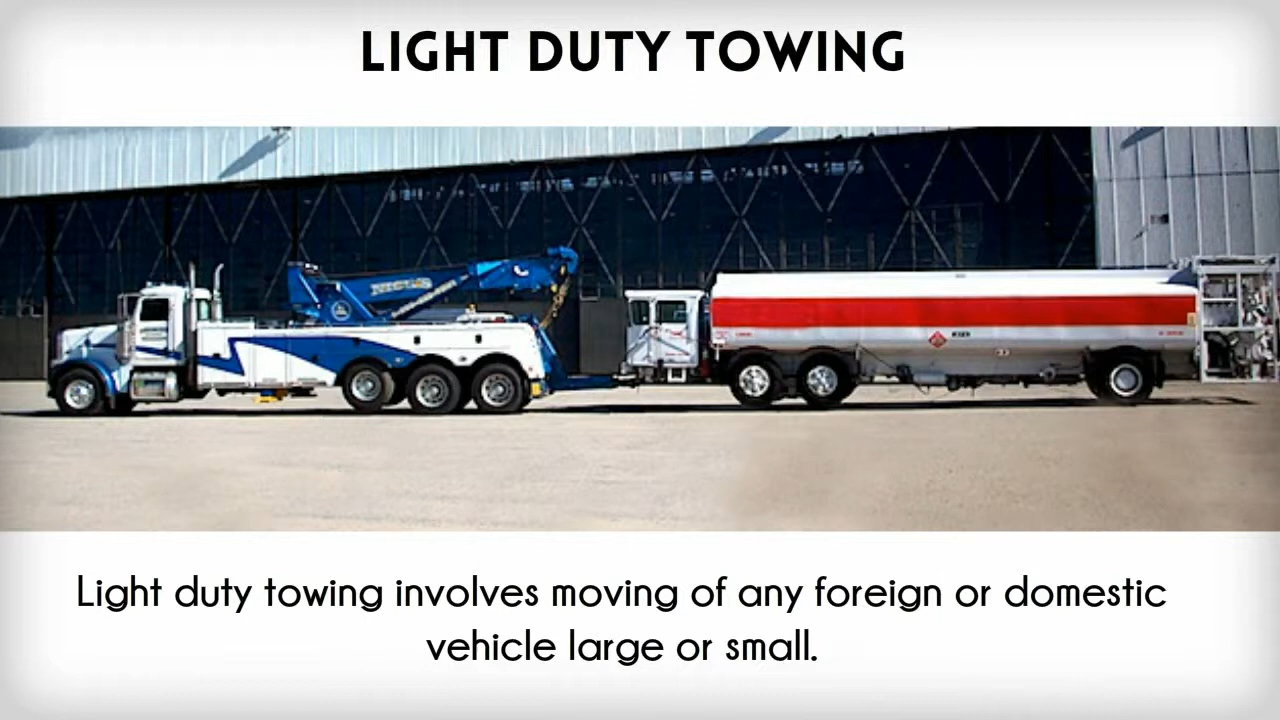 LIGHT DUTY TOWING
Light duty towing involves moving of any foreign or domestic
vehicle large or small.